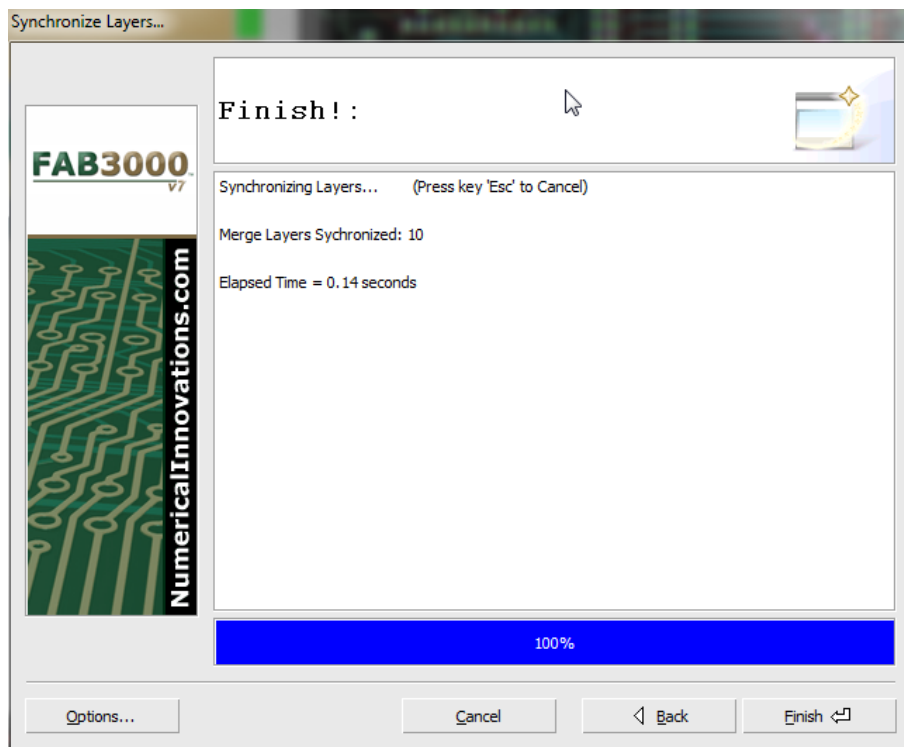 Synchronize Layers...
Finish!:
FAB3000
v7
NumericalInnovations.com
Synchronizing Layers... (Press key 'Esc' to Cancel)
Merge Layers Sychronized: 10
Elapsed Time = 0.14 seconds
100%
Options...
Cancel
Back
Finish